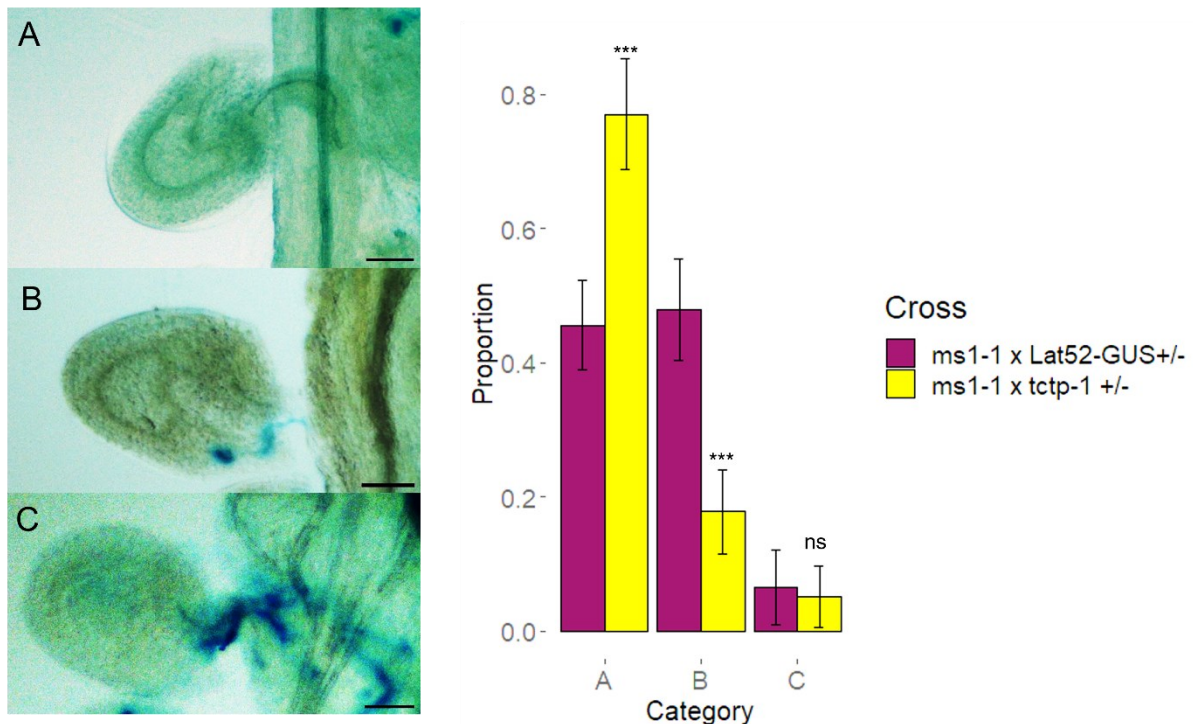 A
B
C
***
***
ns
0.8
0.6
0.4
0.2
0.0
Proportion
A B C
Category
Cross
ms1-1 x Lat52-GUS+/-
ms1-1 x tctp-1 +/-